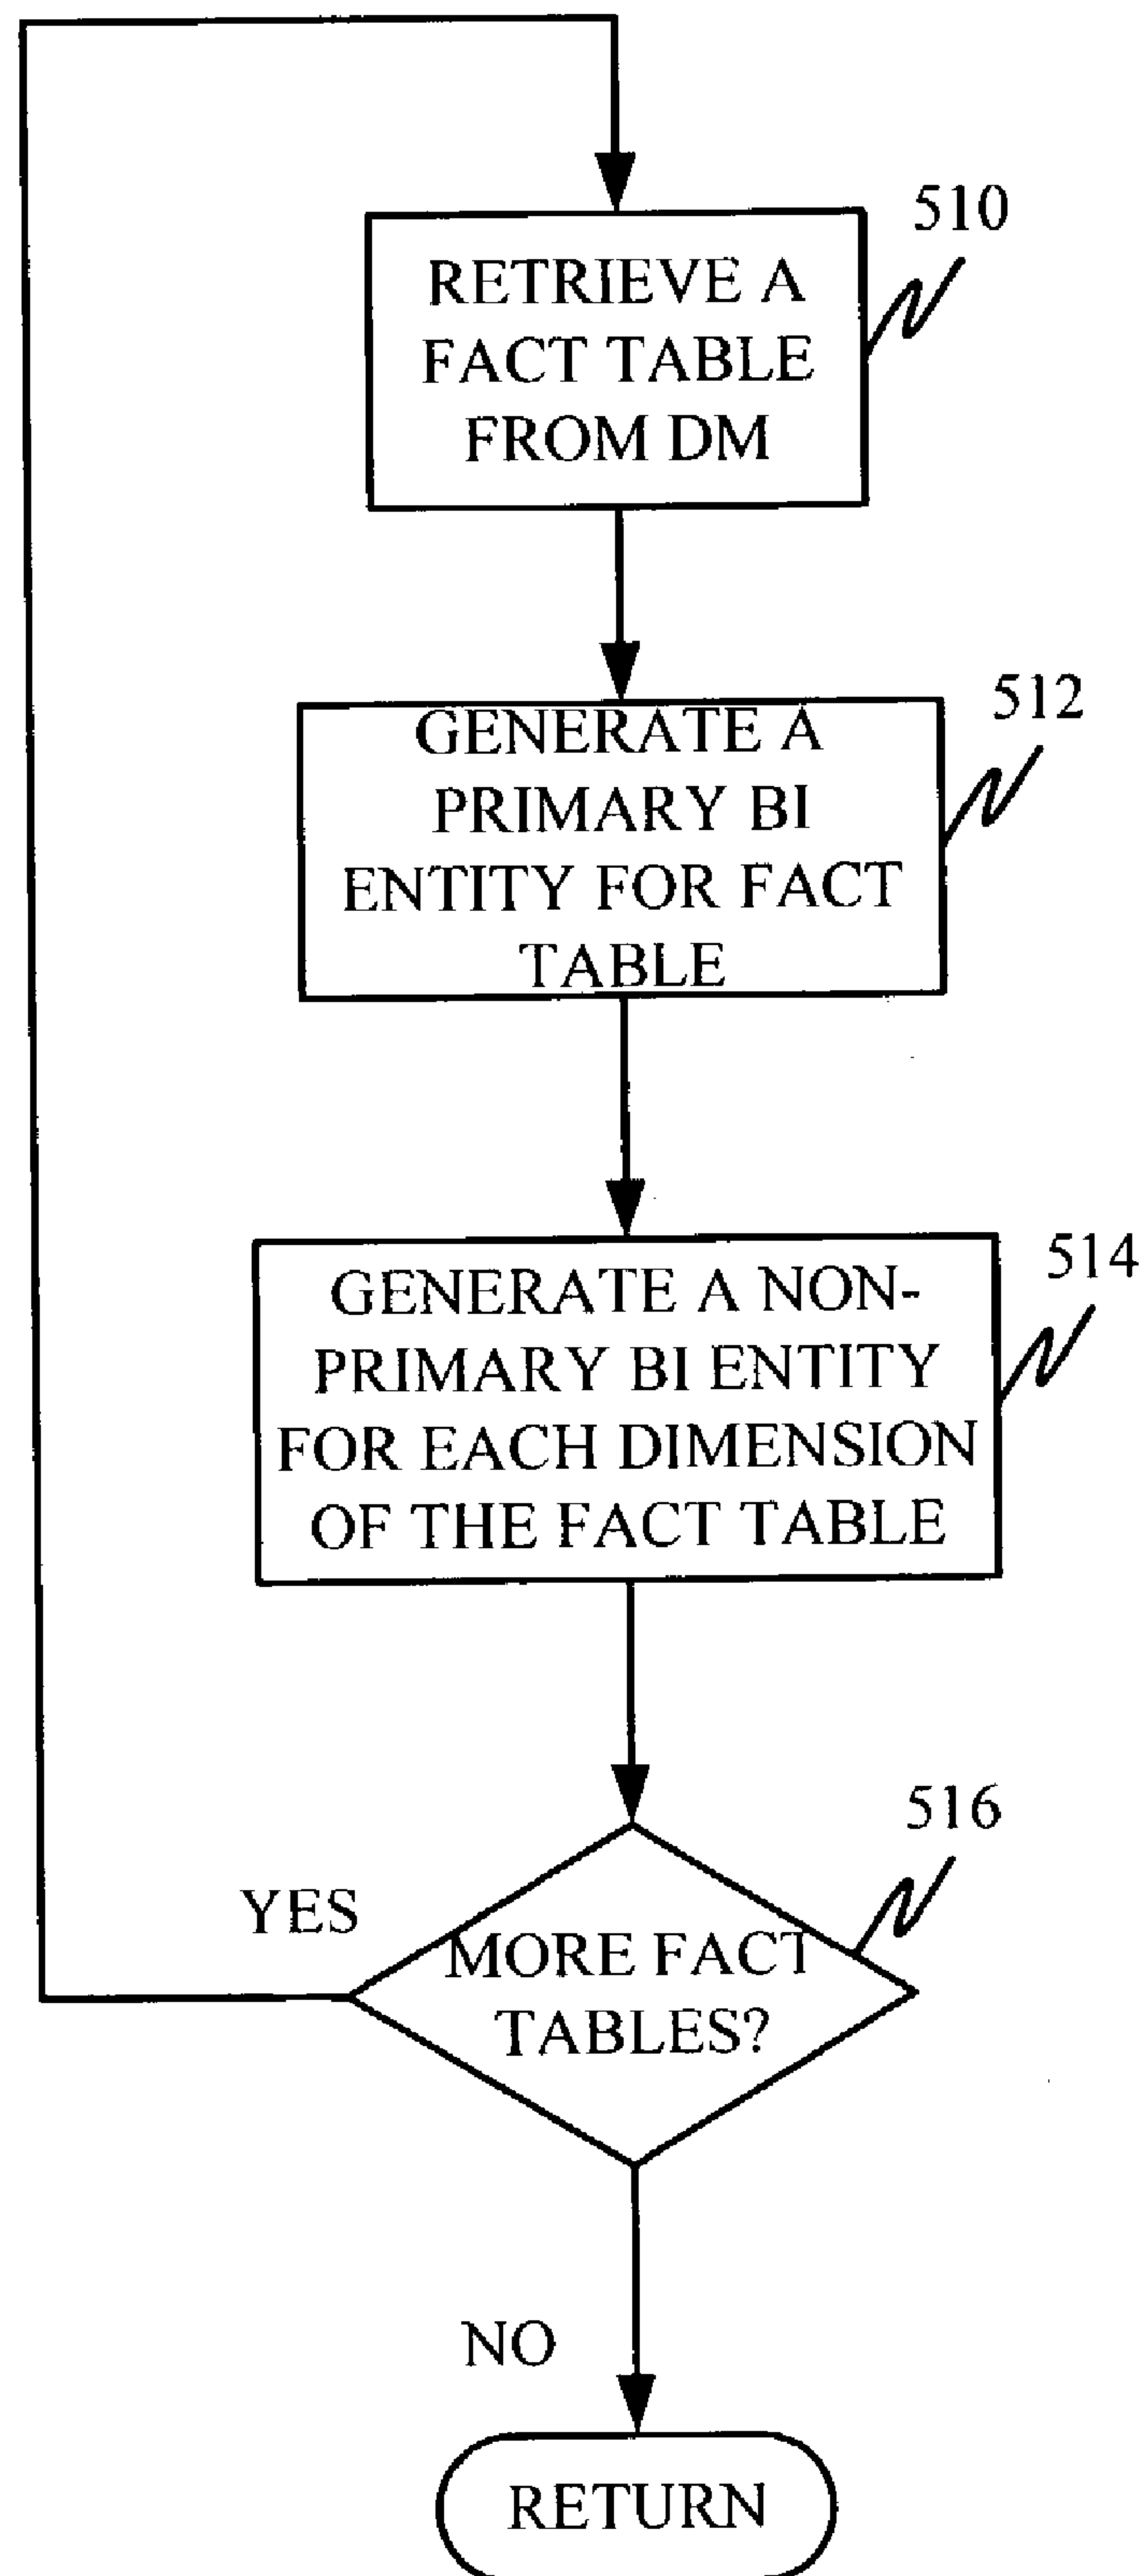 510
RETRIEVE A
FACT TABLE
FROM DM
512
GENERATE A
PRIMARY BI
ENTITY FOR FACT
TABLE
514
GENERATE A NON-
PRIMARY BI ENTITY
FOR EACH DIMENSION
OF THE FACT TABLE
516
YES
MORE FACT
TABLES?
NO
RETURN